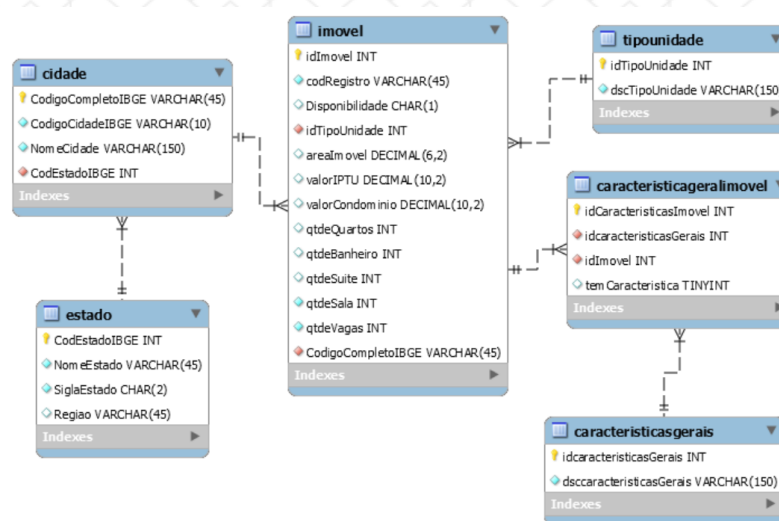 cidade
CodigoCompletoIBGE VARCHAR(45)
CodigoCidadeIBGE VARCHAR(10)
NomeCidade VARCHAR(150)
CodEstadoIBGE INT
Indexes
estado
CodEstadoIBGE INT
NomeEstado VARCHAR(45)
SiglaEstado CHAR(2)
Regiao VARCHAR(45)
Indexes
imovel
idImovel INT
codRegistro VARCHAR(45)
Disponibilidade CHAR(1)
idTipoUnidade INT
areaImovel DECIMAL(6,2)
valorIPTU DECIMAL(10,2)
valorCondominio DECIMAL(10,2)
qtdeQuartos INT
qtdeBanheiro INT
qtdeSuite INT
qtdeSala INT
qtdeVagas INT
CodigoCompletoIBGE VARCHAR(45)
Indexes
tipounidade
idTipoUnidade INT
dscTipoUnidade VARCHAR(150
Indexes
caracteristicageralimovel
idCaracteristicasImovel INT
idcaracteristicasGerais INT
idImovel INT
temCaracteristica TINYINT
Indexes
caracteristicasgerais
idcaracteristicasGerais INT
dsccaracteristicasGerais VARCHAR(150)
Indexes